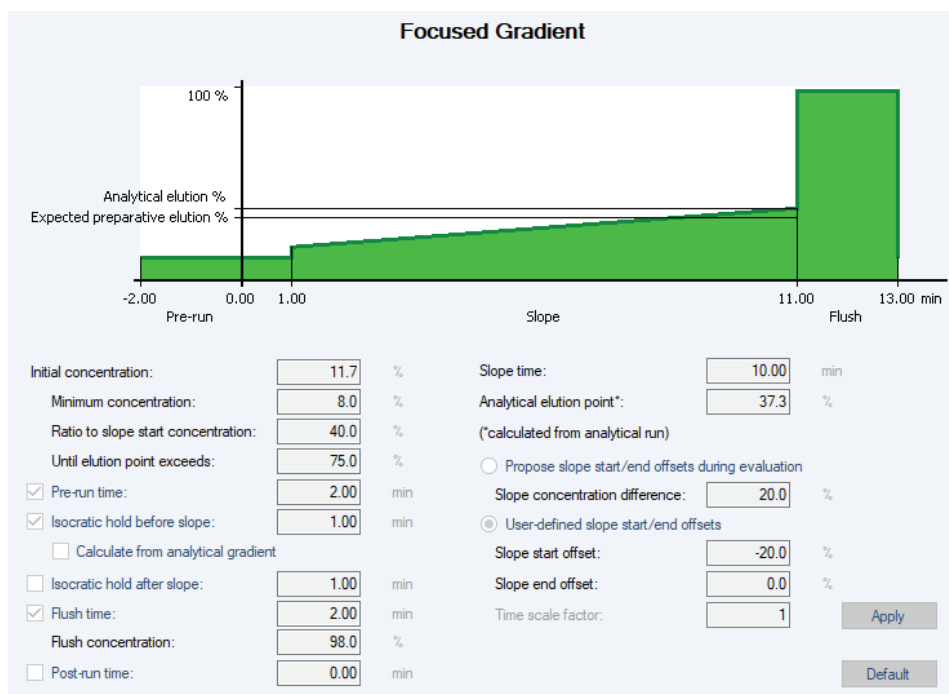 Focused Gradient
100 %
Analytical elution %
Expected preparative elution %
-2.00 0.00 1.00 11.00 13.00 min
Pre-run Slope Flush
Initial concentration: 11.7 %
Minimum concentration: 8.0 %
Ratio to slope start concentration: 40.0 %
Until elution point exceeds: 75.0 %
Pre-run time: 2.00 min
Isocratic hold before slope: 1.00 min
Calculate from analytical gradient
Isocratic hold after slope: 1.00 min
Flush time: 2.00 min
Flush concentration: 98.0 %
Post-run time: 0.00 min
Slope time: 10.00 min
Analytical elution point*: 37.3 %
(*calculated from analytical run)
Propose slope start/end offsets during evaluation
Slope concentration difference: 20.0 %
User-defined slope start/end offsets
Slope start offset: -20.0 %
Slope end offset: 0.0 %
Time scale factor: 1
Apply
Default